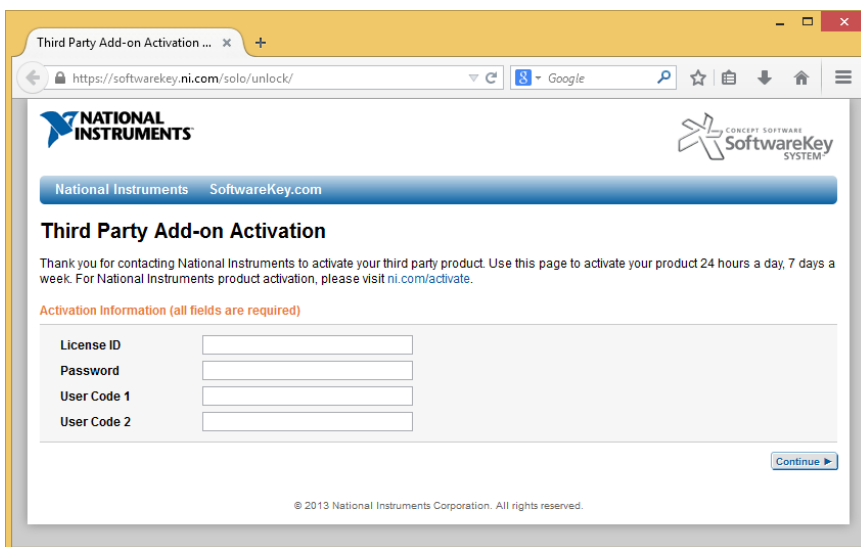 Third Party Add-on Activation ...
https://softwarekey.ni.com/solo/unlock/
Google
NATIONAL
INSTRUMENTS
CONCEPT SOFTWARE
SoftwareKey
SYSTEM
National Instruments SoftwareKey.com
Third Party Add-on Activation
Thank you for contacting National Instruments to activate your third party product. Use this page to activate your product 24 hours a day, 7 days a
week. For National Instruments product activation, please visit ni.com/activate.
Activation Information (all fields are required)
License ID
Password
User Code 1
User Code 2
Continue
© 2013 National Instruments Corporation. All rights reserved.